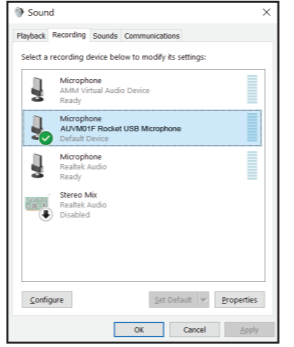 Sound
Playback Recording Sounds Communications
Select a recording device below to modify its settings:
Microphone
AMM Virtual Audio Device
Ready
Microphone
AUVM01F Rocket USB Microphone
Default Device
Microphone
Realtek Audio
Ready
Stereo Mix
Realtek Audio
Disabled
Configure Set Default Properties
OK Cancel Apply